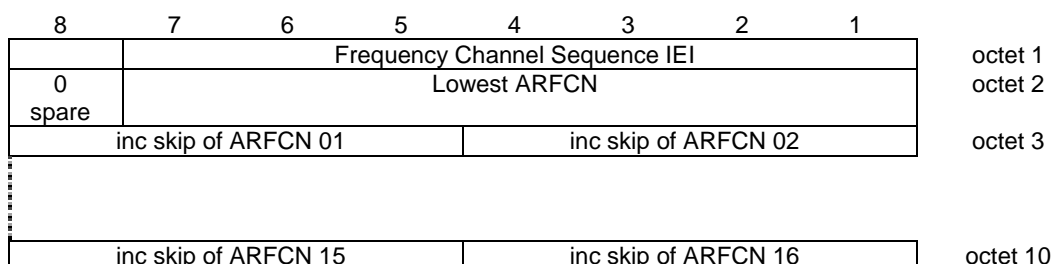 8 7 6 5 4 3 2 1
Frequency Channel Sequence IEI octet 1
0 Lowest ARFCN octet 2
spare
inc skip of ARFCN 01 inc skip of ARFCN 02 octet 3
inc skip of ARFCN 15 inc skip of ARFCN 16 octet 10